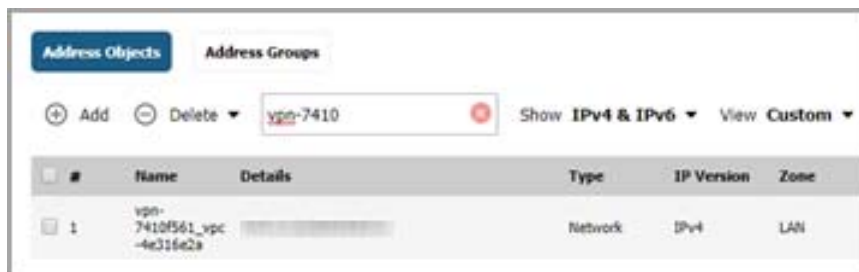 Address Objects Address Groups
Add Delete vpn-7410 Show IPv4 & IPv6 View Custom
# Name Details Type IP Version Zone
1 vpn-7410f561_vpc-4e316e2a Network IPv4 LAN